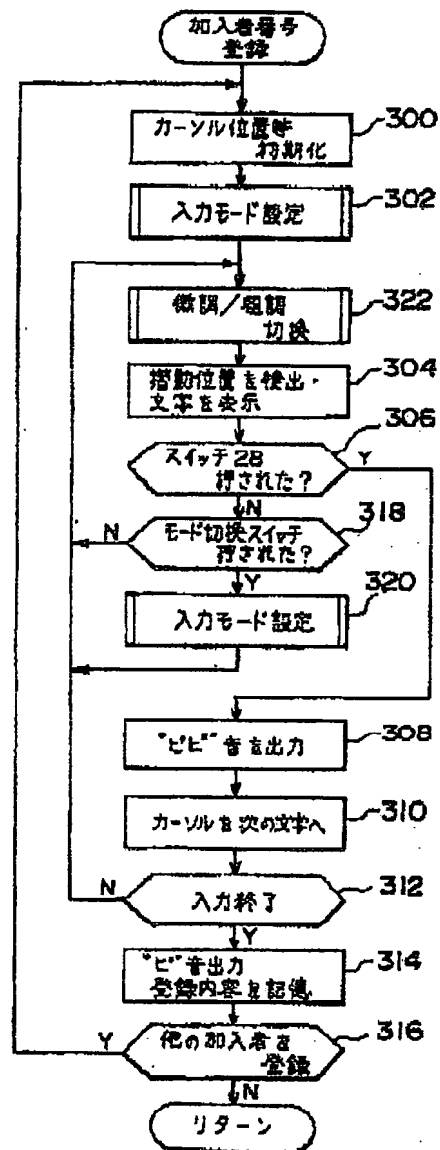 加入者番号
登録
カーソル位置等
初期化
300
入力モード設定
302
微調/粗調
切換
322
摺動位置を検出・
文字を表示
304
スイッチ28
押された?
306
Y
N
モード切換スイッチ
押された?
318
N
Y
入力モード設定
320
"ピピ"音を出力
308
カーソルを次の文字へ
310
入力終了
312
N
Y
"ピ"音出力
登録内容を記憶
314
他の加入者を
登録
316
Y
N
リターン